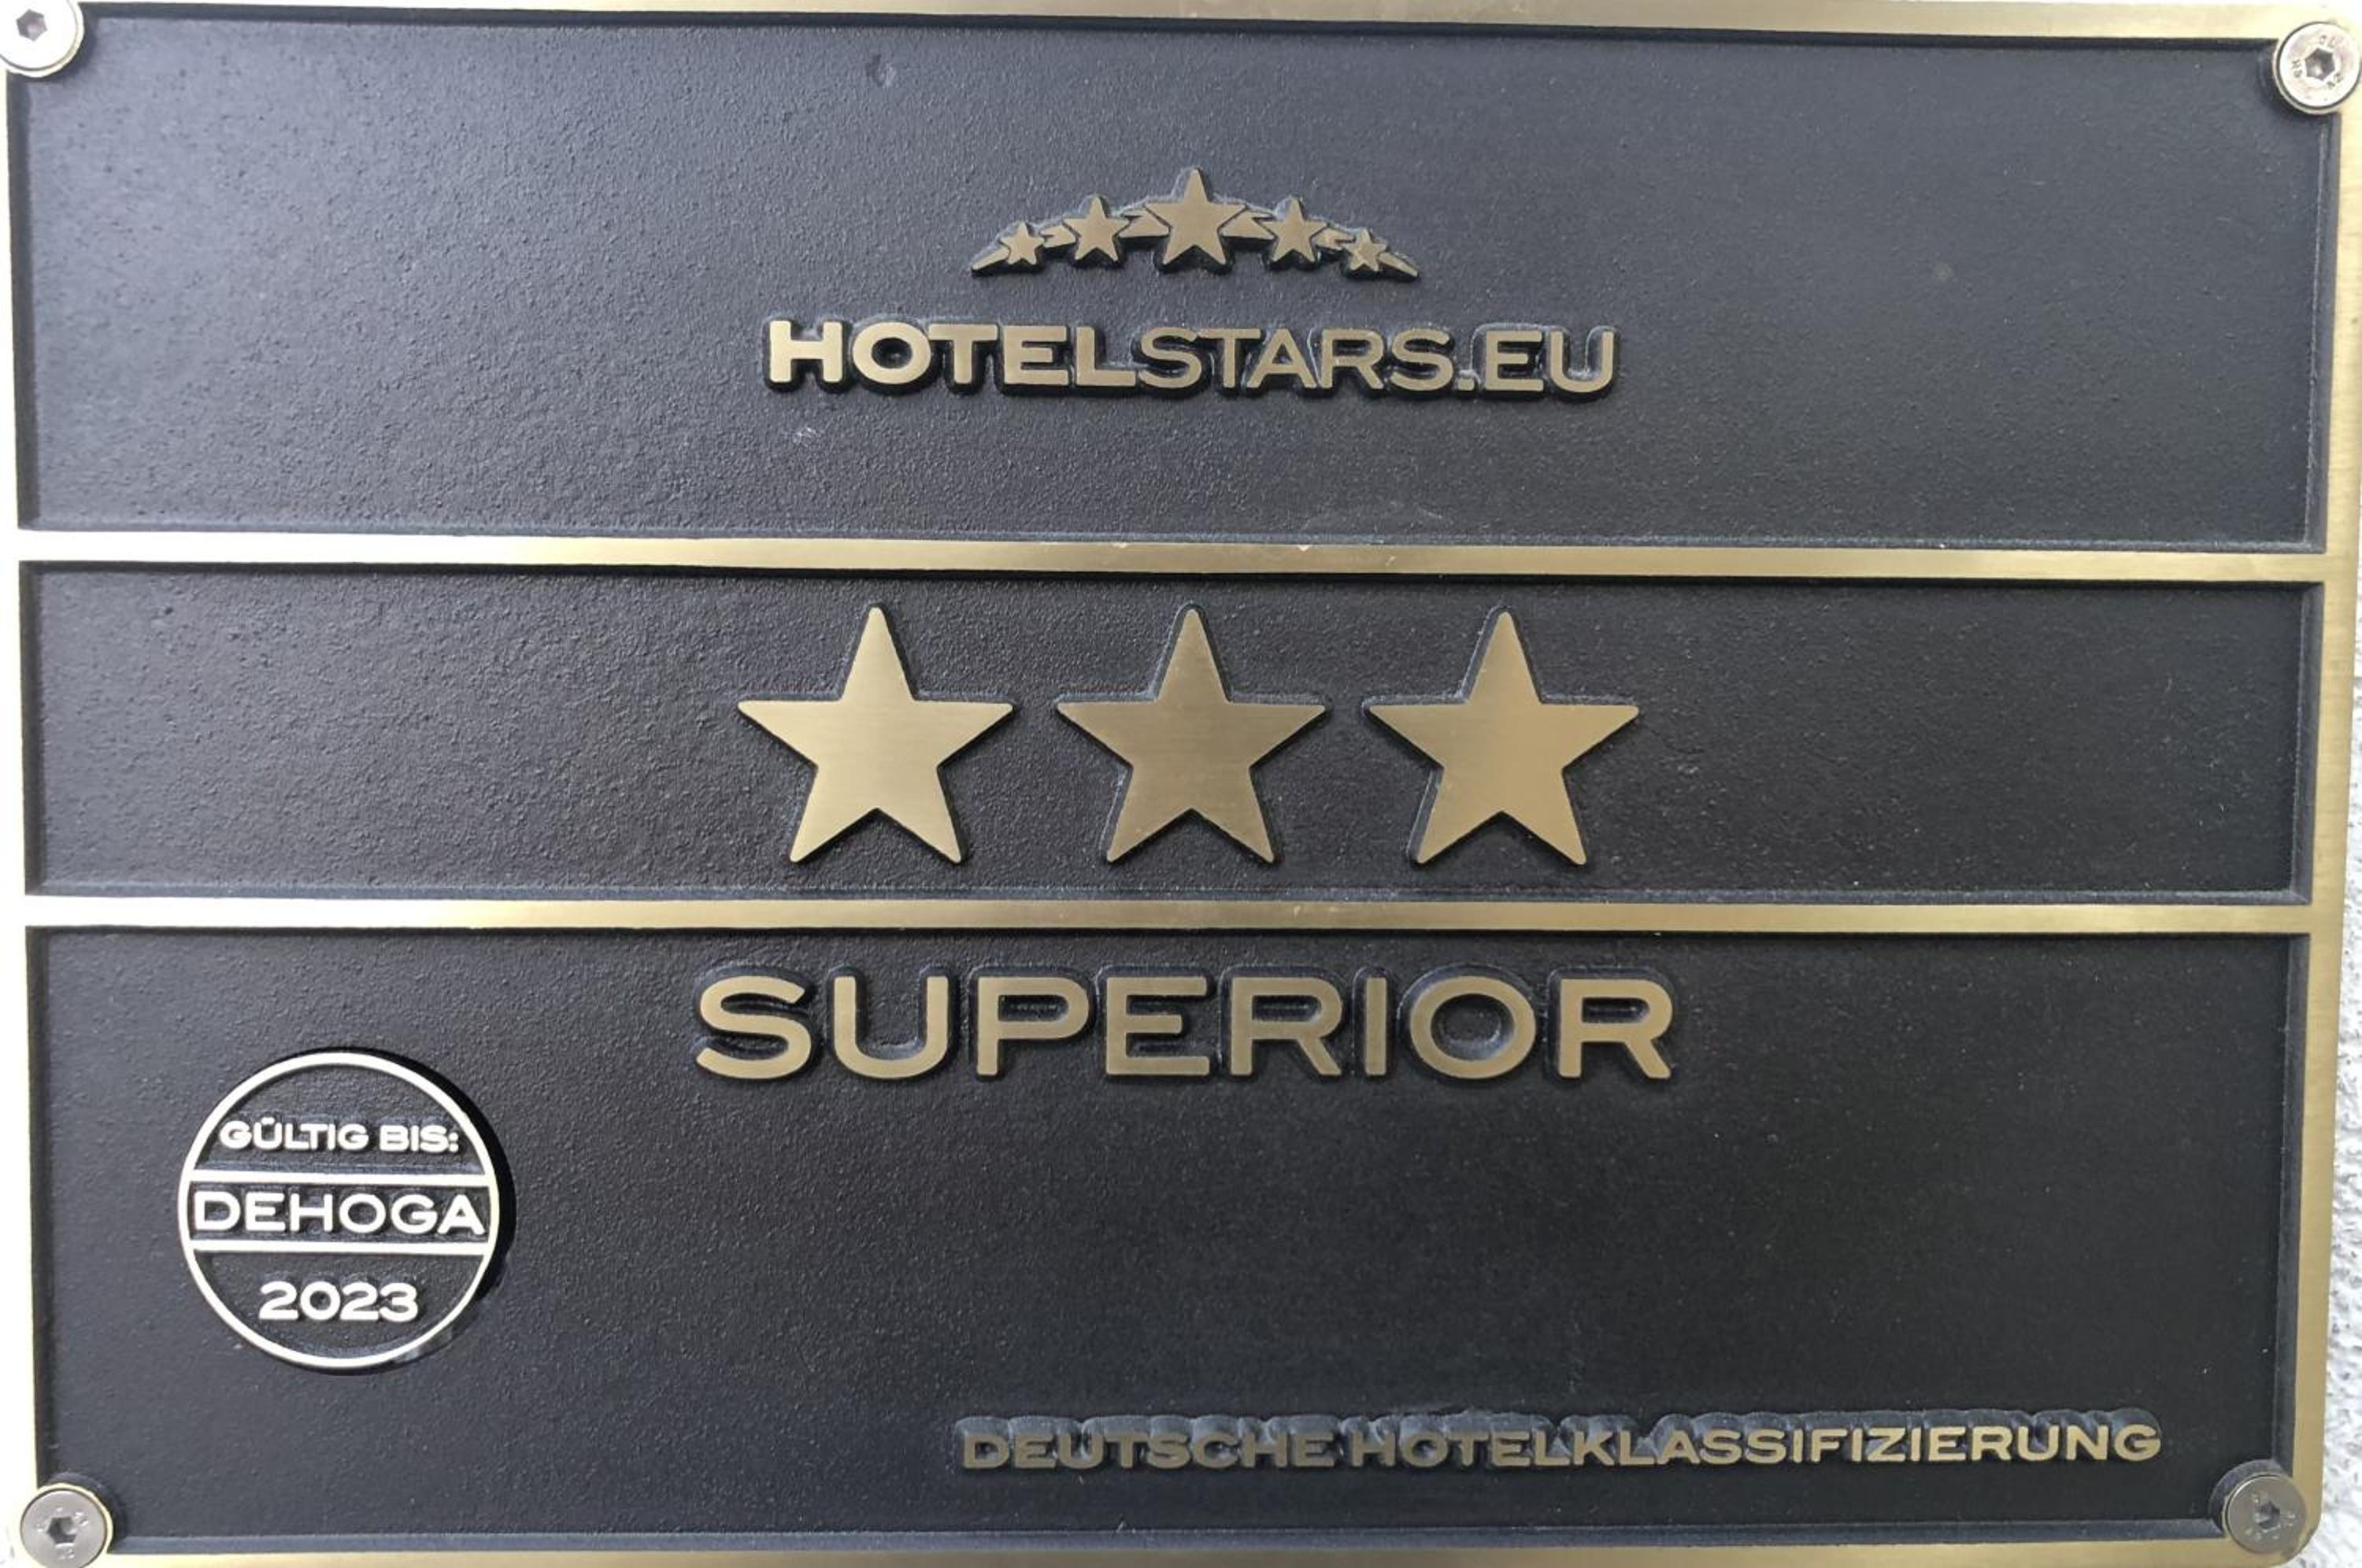 HOTELSTARS.EU
SUPERIOR
GÜLTIG BIS:
DEHOGA
2023
DEUTSCHE HOTELKLASSIFIZIERUNG